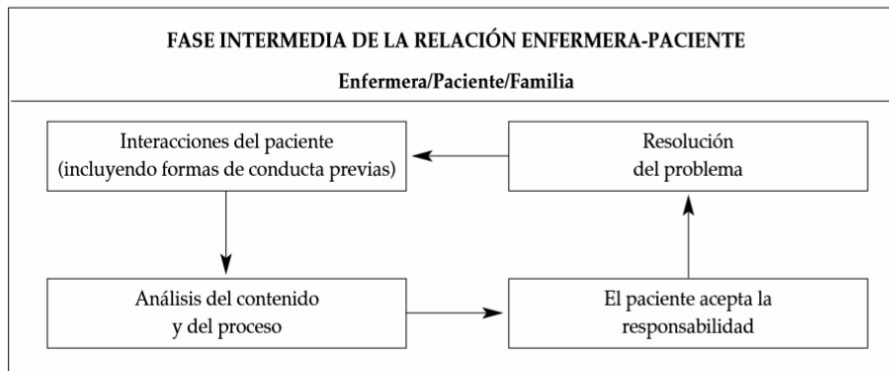 FASE INTERMEDIA DE LA RELACIÓN ENFERMERA-PACIENTE
Enfermera/Paciente/Familia
Interacciones del paciente
(incluyendo formas de conducta previas)
Resolución
del problema
Análisis del contenido
y del proceso
El paciente acepta la
responsabilidad